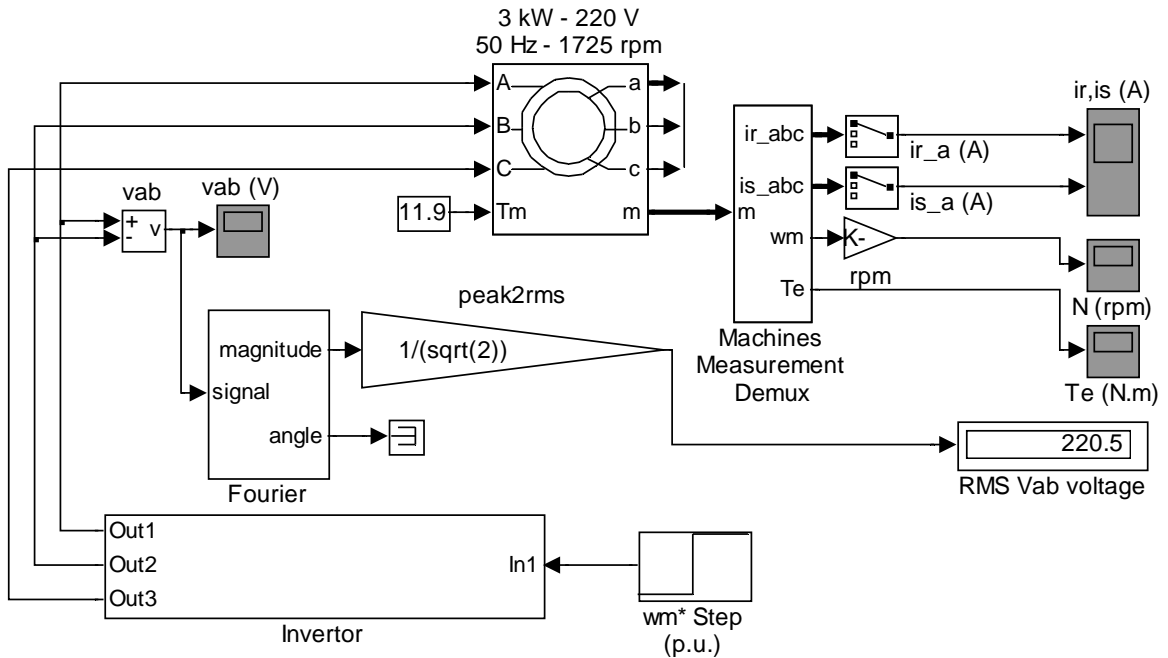 3 kW - 220 V
50 Hz - 1725 rpm
A
B
C
Tm
a
b
c
m
11.9
vab
vab (V)
+
-
v
m
ir_abc
is_abc
wm
Te
Machines
Measurement
Demux
ir_a (A)
is_a (A)
K-
rpm
ir,is (A)
N (rpm)
Te (N.m)
peak2rms
1/(sqrt(2))
magnitude
signal
angle
Fourier
220.5
RMS Vab voltage
Out1
Out2
Out3
In1
Invertor
wm* Step
(p.u.)